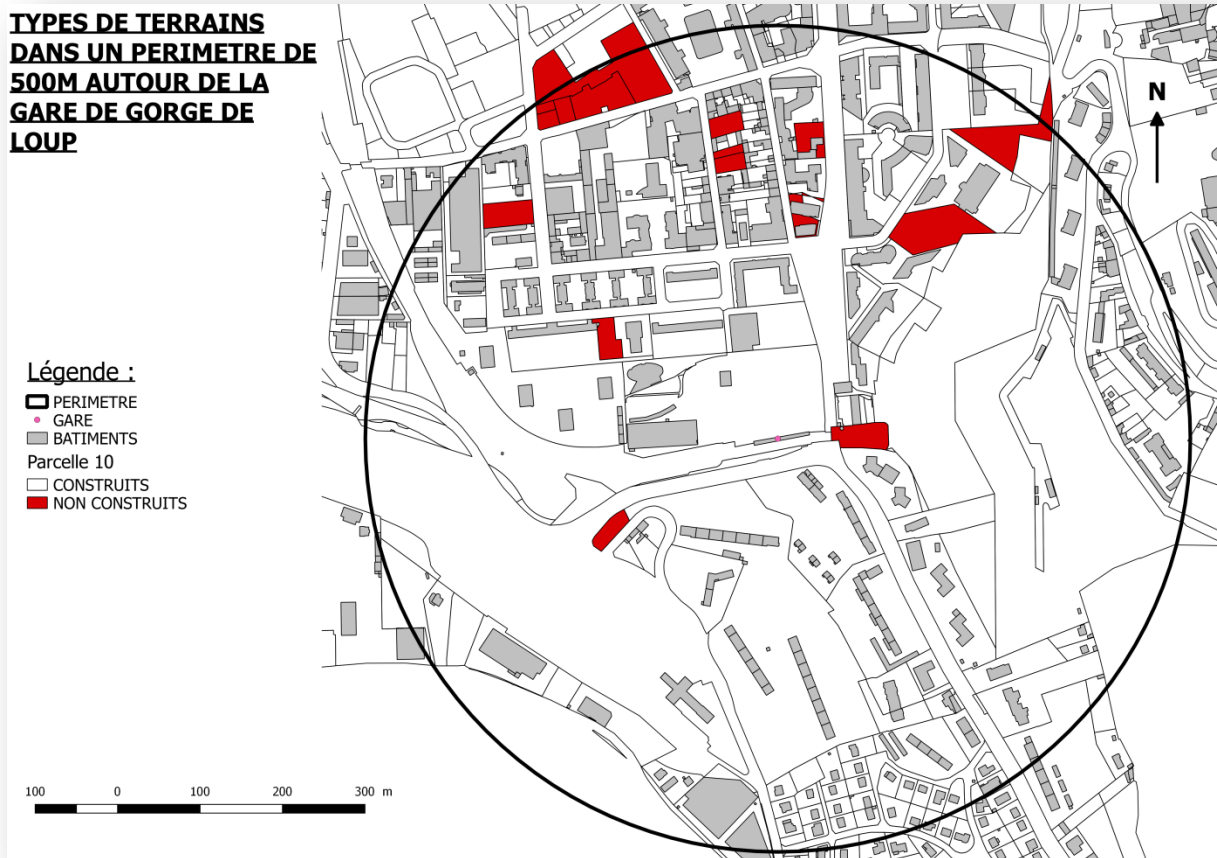 TYPES DE TERRAINS
DANS UN PERIMETRE DE
500M AUTOUR DE LA
GARE DE GORGE DE
LOUP
N
Légende :
PERIMETRE
GARE
BATIMENTS
Parcelle 10
CONSTRUITS
NON CONSTRUITS
100 0 100 200 300 m